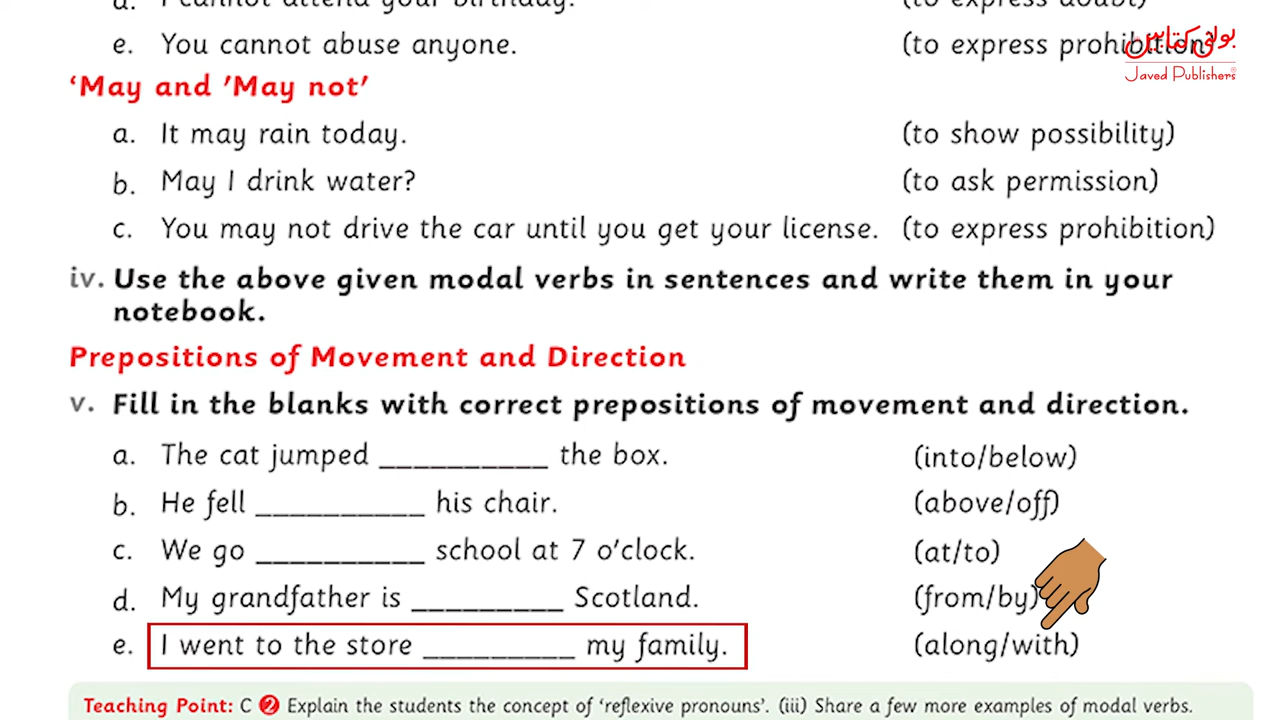 d. I cannot attend your birthday. (to express doubt)
e. You cannot abuse anyone. (to express prohibition)
بولتی کتابیں
Javed Publishers®
‘May and ’May not’
a. It may rain today. (to show possibility)
b. May I drink water? (to ask permission)
c. You may not drive the car until you get your license. (to express prohibition)
iv. Use the above given modal verbs in sentences and write them in your
notebook.
Prepositions of Movement and Direction
v. Fill in the blanks with correct prepositions of movement and direction.
a. The cat jumped __________ the box. (into/below)
b. He fell __________ his chair. (above/off)
c. We go __________ school at 7 o’clock. (at/to)
d. My grandfather is _________ Scotland. (from/by)
e. I went to the store _________ my family. (along/with)
Teaching Point: C 2 Explain the students the concept of ‘reflexive pronouns’. (iii) Share a few more examples of modal verbs.